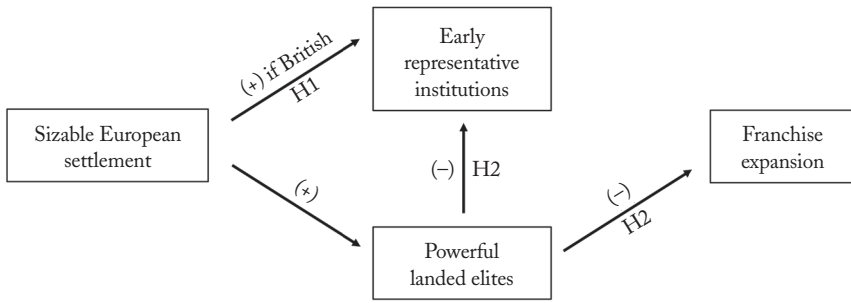 Early
representative
institutions
(+) if British
H1
Sizable European
settlement
Franchise
expansion
(–) H2
(+)
(–)
H2
Powerful
landed elites